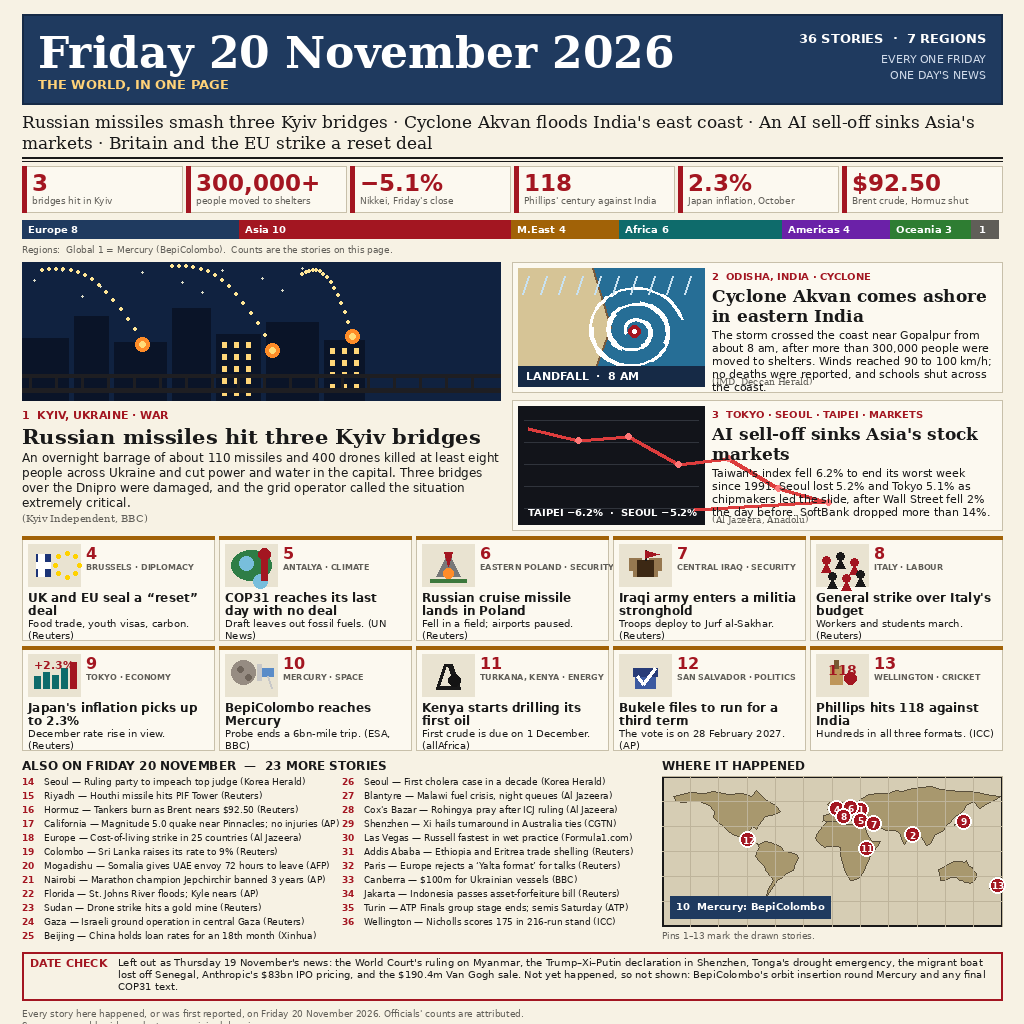 Friday 20 November 2026
THE WORLD, IN ONE PAGE
36 STORIES · 7 REGIONS
EVERY ONE FRIDAY
ONE DAY'S NEWS
Russian missiles smash three Kyiv bridges · Cyclone Akvan floods India's east coast · An AI sell-off sinks Asia's
markets · Britain and the EU strike a reset deal
3
bridges hit in Kyiv
300,000+
people moved to shelters
−5.1%
Nikkei, Friday's close
118
Phillips' century against India
2.3%
Japan inflation, October
$92.50
Brent crude, Hormuz shut
Europe 8
Asia 10
M.East 4
Africa 6
Americas 4
Oceania 3
1
Regions: Global 1 = Mercury (BepiColombo). Counts are the stories on this page.
1 KYIV, UKRAINE · WAR
Russian missiles hit three Kyiv bridges
An overnight barrage of about 110 missiles and 400 drones killed at least eight
people across Ukraine and cut power and water in the capital. Three bridges
over the Dnipro were damaged, and the grid operator called the situation
extremely critical.
(Kyiv Independent, BBC)
LANDFALL · 8 AM
2 ODISHA, INDIA · CYCLONE
Cyclone Akvan comes ashore
in eastern India
The storm crossed the coast near Gopalpur from
about 8 am, after more than 300,000 people were
moved to shelters. Winds reached 90 to 100 km/h;
no deaths were reported, and schools shut across
the coast.
(IMD, Deccan Herald)
TAIPEI −6.2% · SEOUL −5.2%
3 TOKYO · SEOUL · TAIPEI · MARKETS
AI sell-off sinks Asia's stock
markets
Taiwan's index fell 6.2% to end its worst week
since 1991. Seoul lost 5.2% and Tokyo 5.1% as
chipmakers led the slide, after Wall Street fell 2%
the day before. SoftBank dropped more than 14%.
(Al Jazeera, Anadolu)
4
BRUSSELS · DIPLOMACY
UK and EU seal a “reset”
deal
Food trade, youth visas, carbon.
(Reuters)
5
ANTALYA · CLIMATE
COP31 reaches its last
day with no deal
Draft leaves out fossil fuels. (UN
News)
6
EASTERN POLAND · SECURITY
Russian cruise missile
lands in Poland
Fell in a field; airports paused.
(Reuters)
7
CENTRAL IRAQ · SECURITY
Iraqi army enters a militia
stronghold
Troops deploy to Jurf al-Sakhar.
(Reuters)
8
ITALY · LABOUR
General strike over Italy's
budget
Workers and students march.
(Reuters)
+2.3%
9
TOKYO · ECONOMY
Japan's inflation picks up
to 2.3%
December rate rise in view.
(Reuters)
10
MERCURY · SPACE
BepiColombo reaches
Mercury
Probe ends a 6bn-mile trip. (ESA,
BBC)
11
TURKANA, KENYA · ENERGY
Kenya starts drilling its
first oil
First crude is due on 1 December.
(allAfrica)
12
SAN SALVADOR · POLITICS
Bukele files to run for a
third term
The vote is on 28 February 2027.
(AP)
118
13
WELLINGTON · CRICKET
Phillips hits 118 against
India
Hundreds in all three formats. (ICC)
ALSO ON FRIDAY 20 NOVEMBER — 23 MORE STORIES
14 Seoul — Ruling party to impeach top judge (Korea Herald)
15 Riyadh — Houthi missile hits PIF Tower (Reuters)
16 Hormuz — Tankers burn as Brent nears $92.50 (Reuters)
17 California — Magnitude 5.0 quake near Pinnacles; no injuries (AP)
18 Europe — Cost-of-living strike in 25 countries (Al Jazeera)
19 Colombo — Sri Lanka raises its rate to 9% (Reuters)
20 Mogadishu — Somalia gives UAE envoy 72 hours to leave (AFP)
21 Nairobi — Marathon champion Jepchirchir banned 3 years (AP)
22 Florida — St. Johns River floods; Kyle nears (AP)
23 Sudan — Drone strike hits a gold mine (Reuters)
24 Gaza — Israeli ground operation in central Gaza (Reuters)
25 Beijing — China holds loan rates for an 18th month (Xinhua)
26 Seoul — First cholera case in a decade (Korea Herald)
27 Blantyre — Malawi fuel crisis, night queues (Al Jazeera)
28 Cox's Bazar — Rohingya pray after ICJ ruling (Al Jazeera)
29 Shenzhen — Xi hails turnaround in Australia ties (CGTN)
30 Las Vegas — Russell fastest in wet practice (Formula1.com)
31 Addis Ababa — Ethiopia and Eritrea trade shelling (Reuters)
32 Paris — Europe rejects a ‘Yalta format’ for talks (Reuters)
33 Canberra — $100m for Ukrainian vessels (BBC)
34 Jakarta — Indonesia passes asset-forfeiture bill (Reuters)
35 Turin — ATP Finals group stage ends; semis Saturday (ATP)
36 Wellington — Nicholls scores 175 in 216-run stand (ICC)
WHERE IT HAPPENED
4
6
1
8
5
7
2
9
12
11
13
10 Mercury: BepiColombo
Pins 1–13 mark the drawn stories.
DATE CHECK
Left out as Thursday 19 November's news: the World Court's ruling on Myanmar, the Trump–Xi–Putin declaration in Shenzhen, Tonga's drought emergency, the migrant boat
lost off Senegal, Anthropic's $83bn IPO pricing, and the $190.4m Van Gogh sale. Not yet happened, so not shown: BepiColombo's orbit insertion round Mercury and any final
COP31 text.
Every story here happened, or was first reported, on Friday 20 November 2026. Officials' counts are attributed.